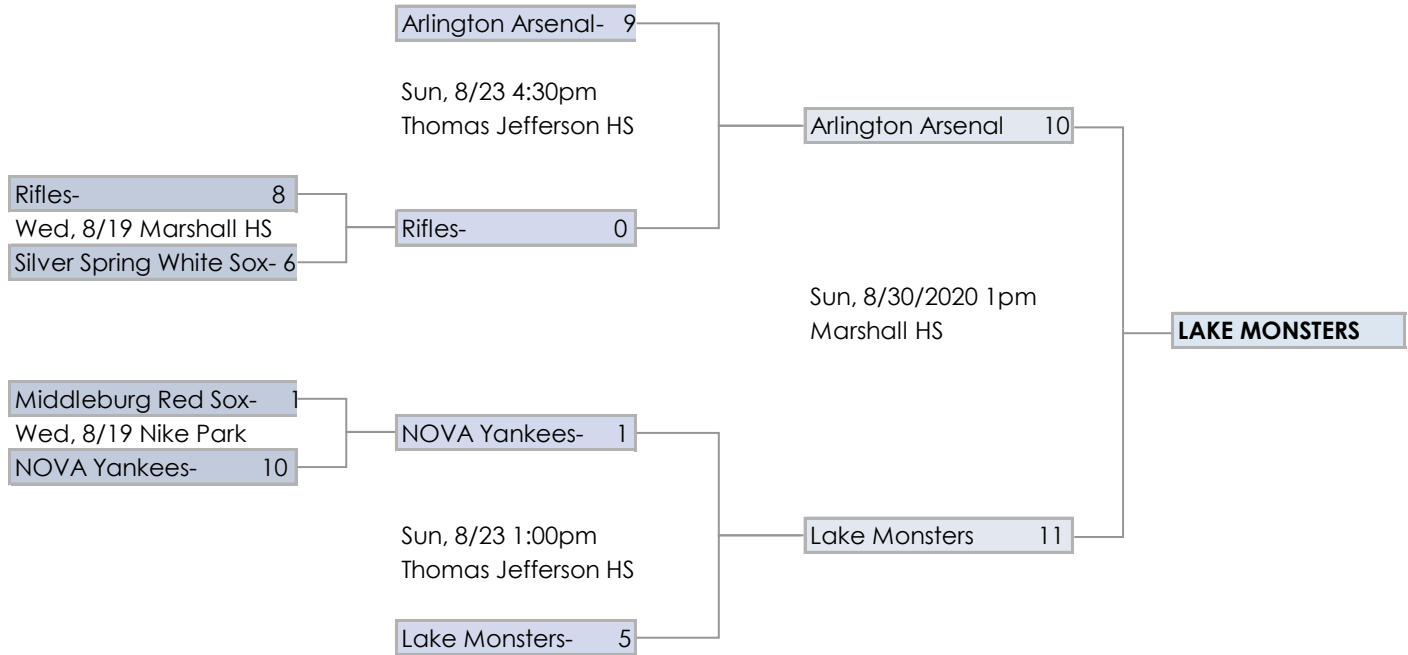 Arlington Arsenal- 9
Sun, 8/23 4:30pm
Thomas Jefferson HS
Arlington Arsenal 10
Rifles- 8
Wed, 8/19 Marshall HS
Silver Spring White Sox- 6
Rifles- 0
Sun, 8/30/2020 1pm
Marshall HS
LAKE MONSTERS
Middleburg Red Sox- 1
Wed, 8/19 Nike Park
NOVA Yankees- 10
NOVA Yankees- 1
Sun, 8/23 1:00pm
Thomas Jefferson HS
Lake Monsters 11
Lake Monsters- 5